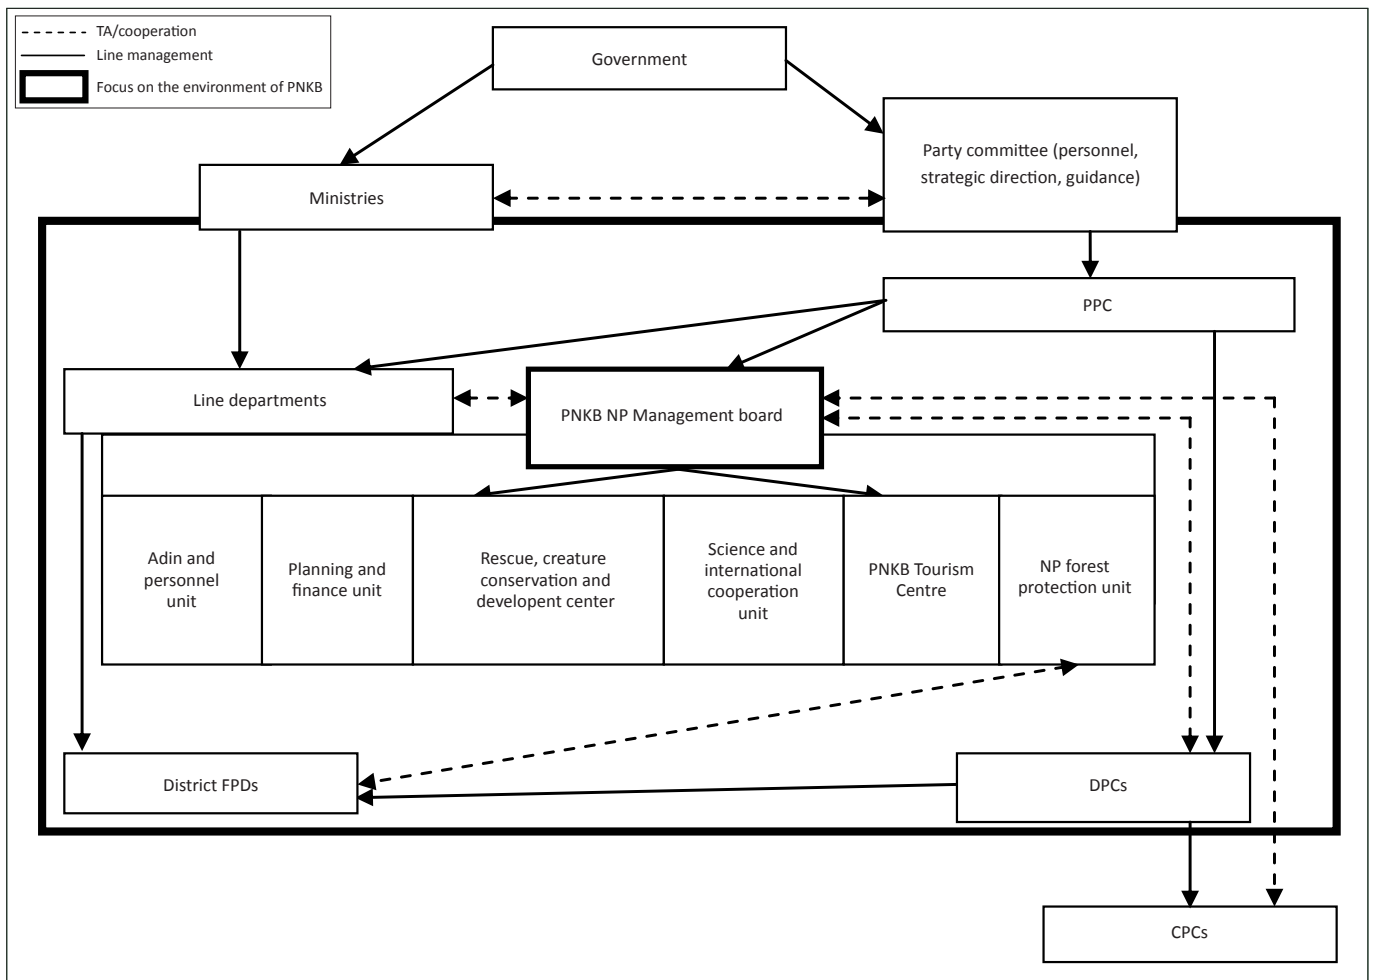 TA/cooperation
Line management
Focus on the environment of PNKB
Government
Party committee (personnel,
strategic direction, guidance)
Ministries
PPC
Line departments
PNKB NP Management board
Adin and
personnel
unit
Planning and
finance unit
Rescue, creature
conservation and
developent center
Science and
international
cooperation
unit
PNKB Tourism
Centre
NP forest
protection unit
District FPDs
DPCs
CPCs